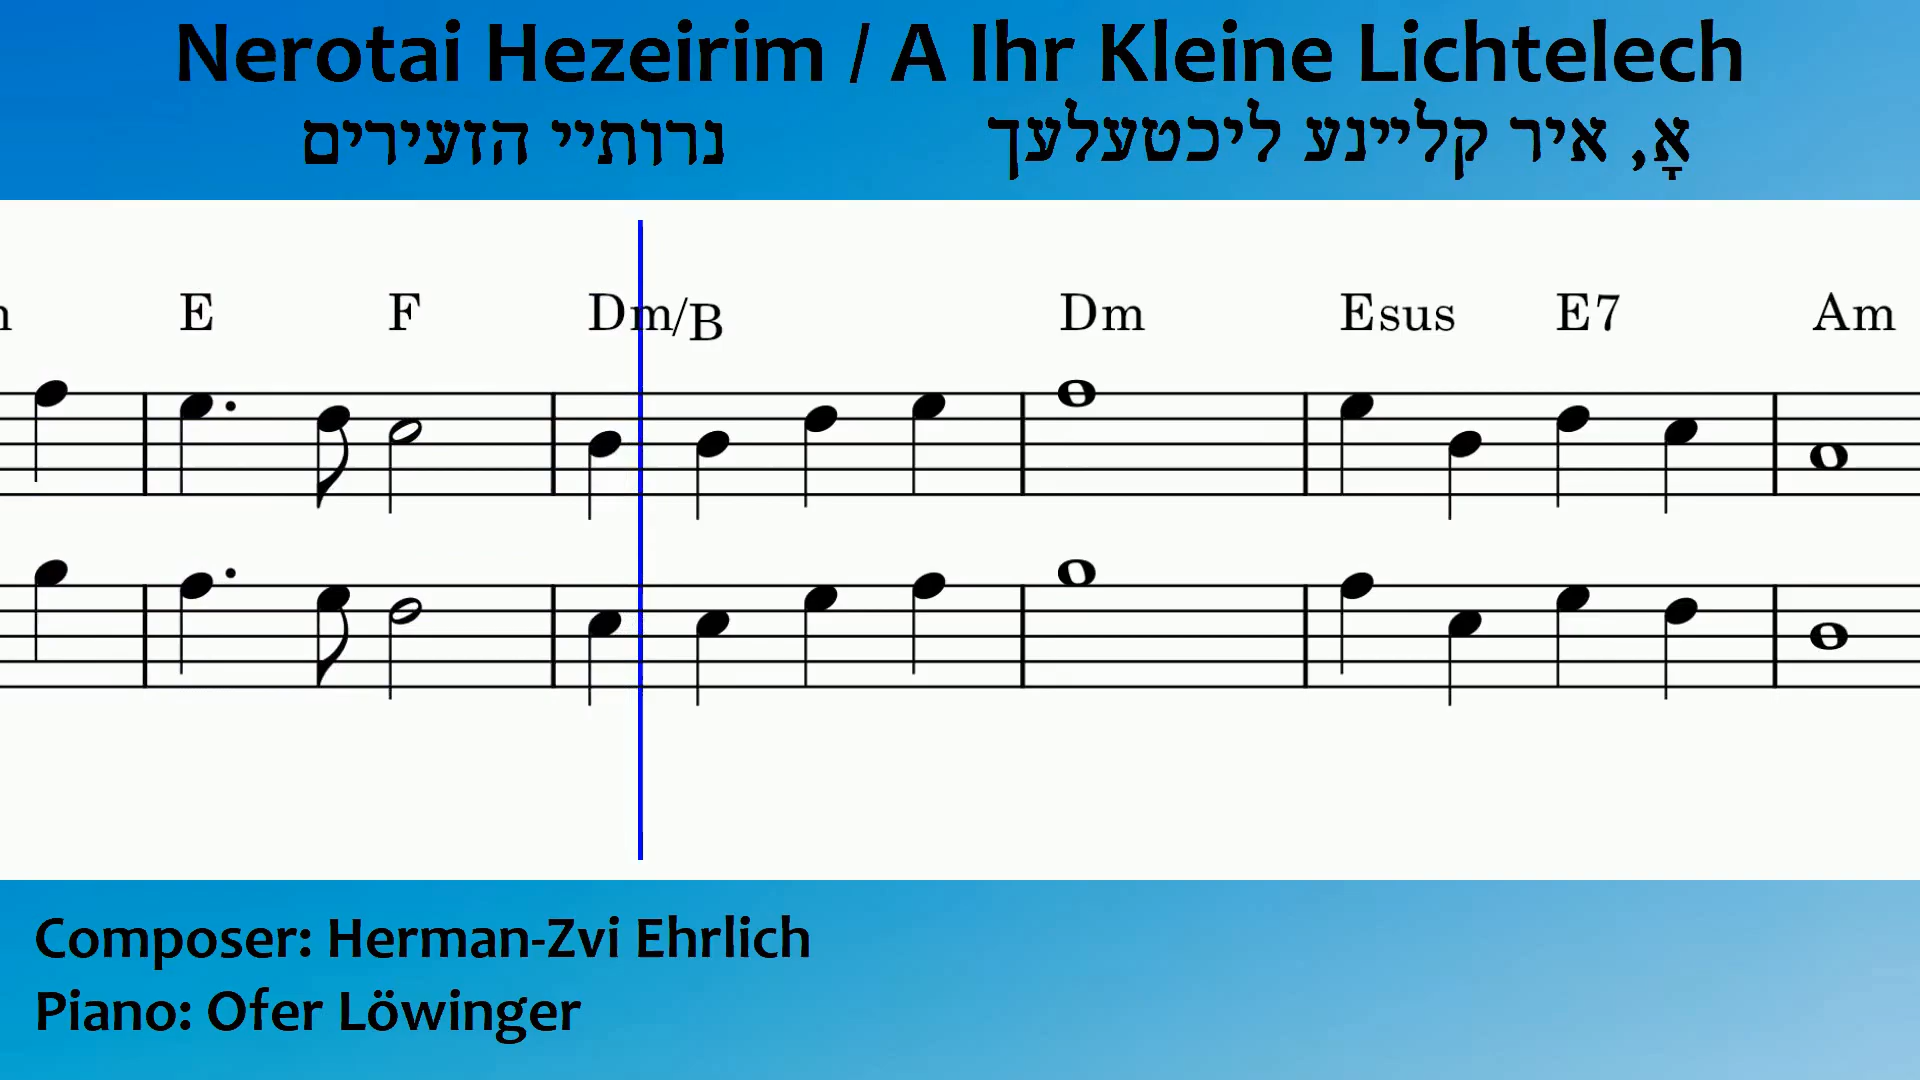 Nerotai Hezeirim / A Ihr Kleine Lichtelech
נרותיי הזעירים
אָ, איר קליינע ליכטעלעך
E F Dm/B Dm Esus E7 Am
Composer: Herman-Zvi Ehrlich
Piano: Ofer Löwinger